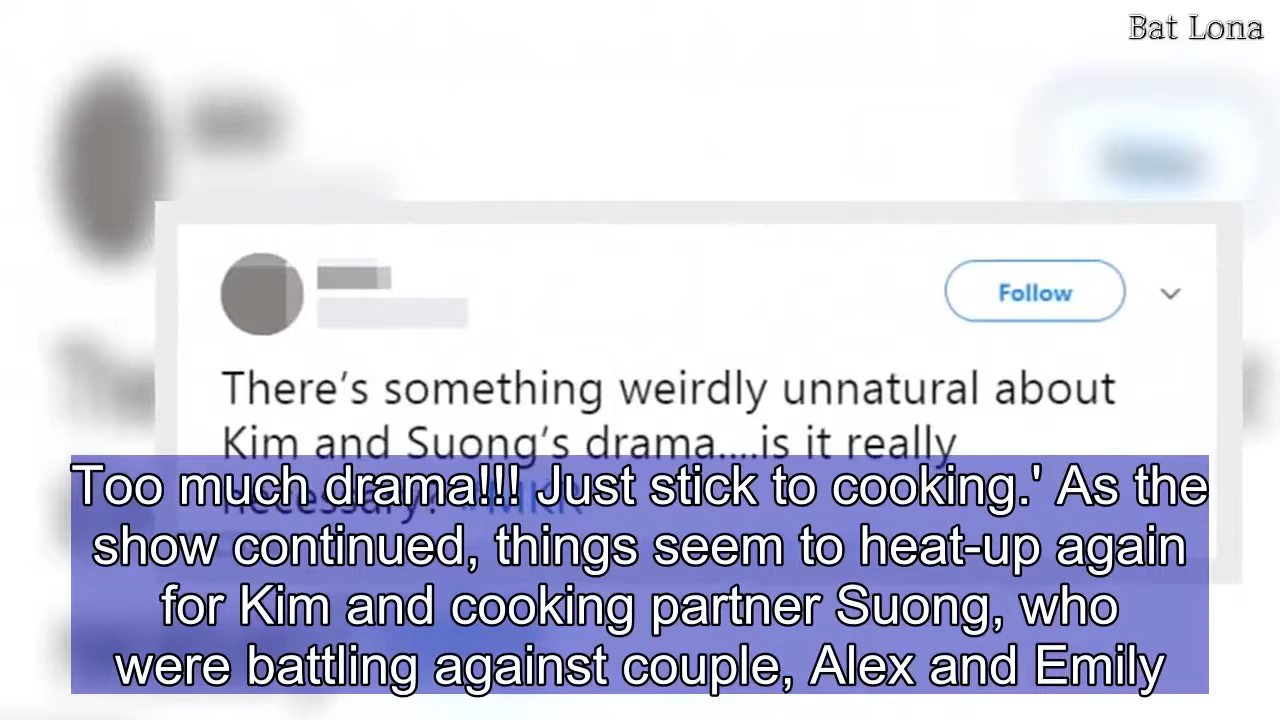 Bat Lona
Follow
There's something weirdly unnatural about
Kim and Suong's drama....is it really
necessary? #MKR
Too much drama!!! Just stick to cooking.' As the
show continued, things seem to heat-up again
for Kim and cooking partner Suong, who
were battling against couple, Alex and Emily